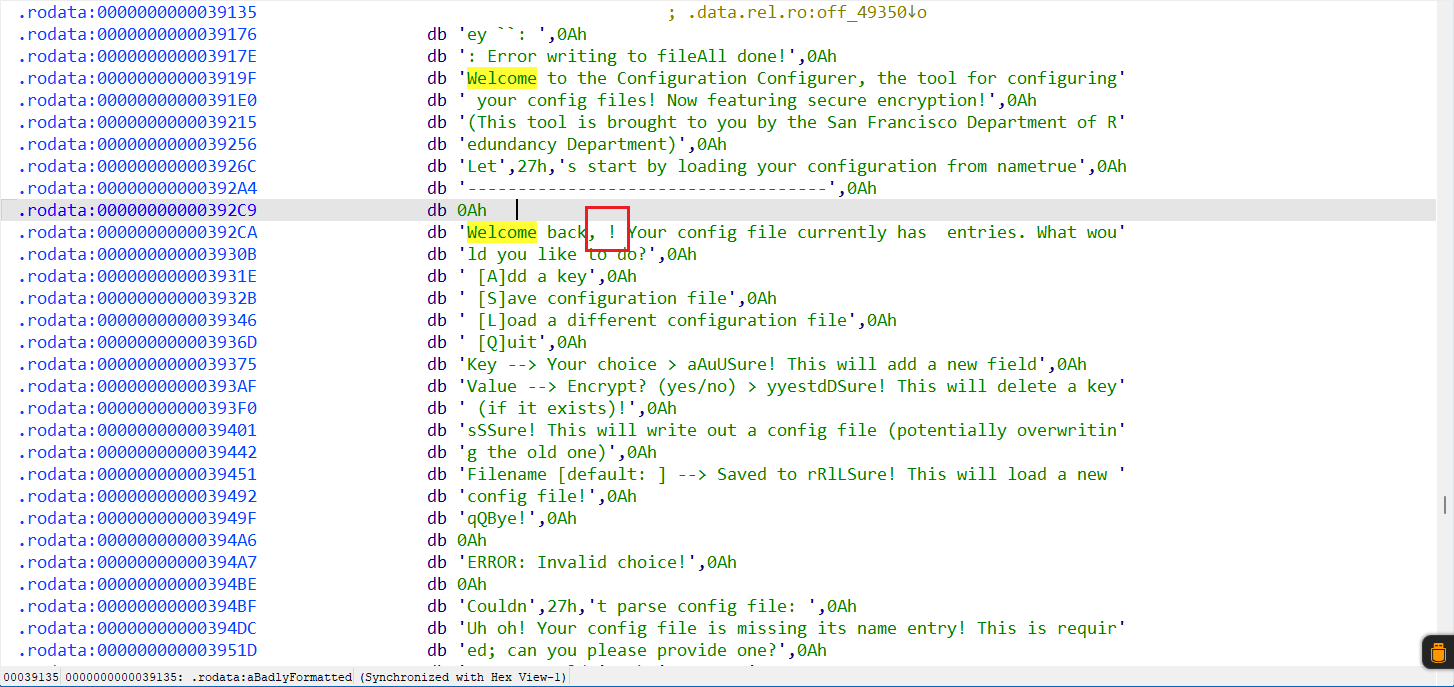 .rodata:0000000000039135 ; .data.rel.ro:off_49350↓o
.rodata:0000000000039176 db 'ey ``: ',0Ah
.rodata:000000000003917E db ': Error writing to fileAll done!',0Ah
.rodata:000000000003919F db 'Welcome to the Configuration Configurer, the tool for configuring'
.rodata:00000000000391E0 db ' your config files! Now featuring secure encryption!',0Ah
.rodata:0000000000039215 db '(This tool is brought to you by the San Francisco Department of R'
.rodata:0000000000039256 db 'edundancy Department)',0Ah
.rodata:000000000003926C db 'Let',27h,'s start by loading your configuration from nametrue',0Ah
.rodata:00000000000392A4 db '------------------------------------',0Ah
.rodata:00000000000392C9 db 0Ah
.rodata:00000000000392CA db 'Welcome back, ! Your config file currently has  entries. What wou'
.rodata:000000000003930B db 'ld you like to do?',0Ah
.rodata:000000000003931E db ' [A]dd a key',0Ah
.rodata:000000000003932B db ' [S]ave configuration file',0Ah
.rodata:0000000000039346 db ' [L]oad a different configuration file',0Ah
.rodata:000000000003936D db ' [Q]uit',0Ah
.rodata:0000000000039375 db 'Key --> Your choice > aAuUSure! This will add a new field',0Ah
.rodata:00000000000393AF db 'Value --> Encrypt? (yes/no) > yyestdDSure! This will delete a key'
.rodata:00000000000393F0 db ' (if it exists)!',0Ah
.rodata:0000000000039401 db 'sSSure! This will write out a config file (potentially overwritin'
.rodata:0000000000039442 db 'g the old one)',0Ah
.rodata:0000000000039451 db 'Filename [default: ] --> Saved to rRlLSure! This will load a new '
.rodata:0000000000039492 db 'config file!',0Ah
.rodata:000000000003949F db 'qQBye!',0Ah
.rodata:00000000000394A6 db 0Ah
.rodata:00000000000394A7 db 'ERROR: Invalid choice!',0Ah
.rodata:00000000000394BE db 0Ah
.rodata:00000000000394BF db 'Couldn',27h,'t parse config file: ',0Ah
.rodata:00000000000394DC db 'Uh oh! Your config file is missing its name entry! This is requir'
.rodata:000000000003951D db 'ed; can you please provide one?',0Ah
00039135 0000000000039135: .rodata:aBadlyFormatted (Synchronized with Hex View-1)